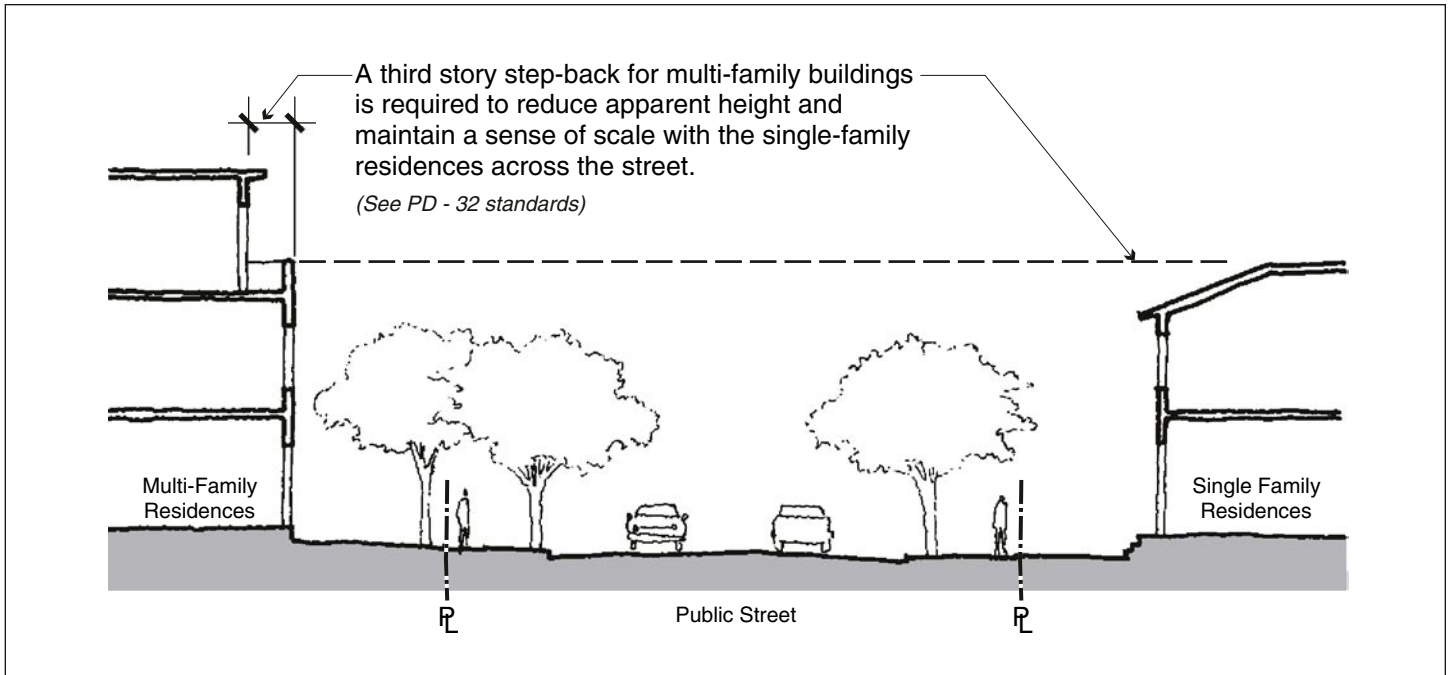 A third story step-back for multi-family buildings
is required to reduce apparent height and
maintain a sense of scale with the single-family
residences across the street.
(See PD - 32 standards)
Multi-Family
Residences
Single Family
Residences
PL
Public Street
PL